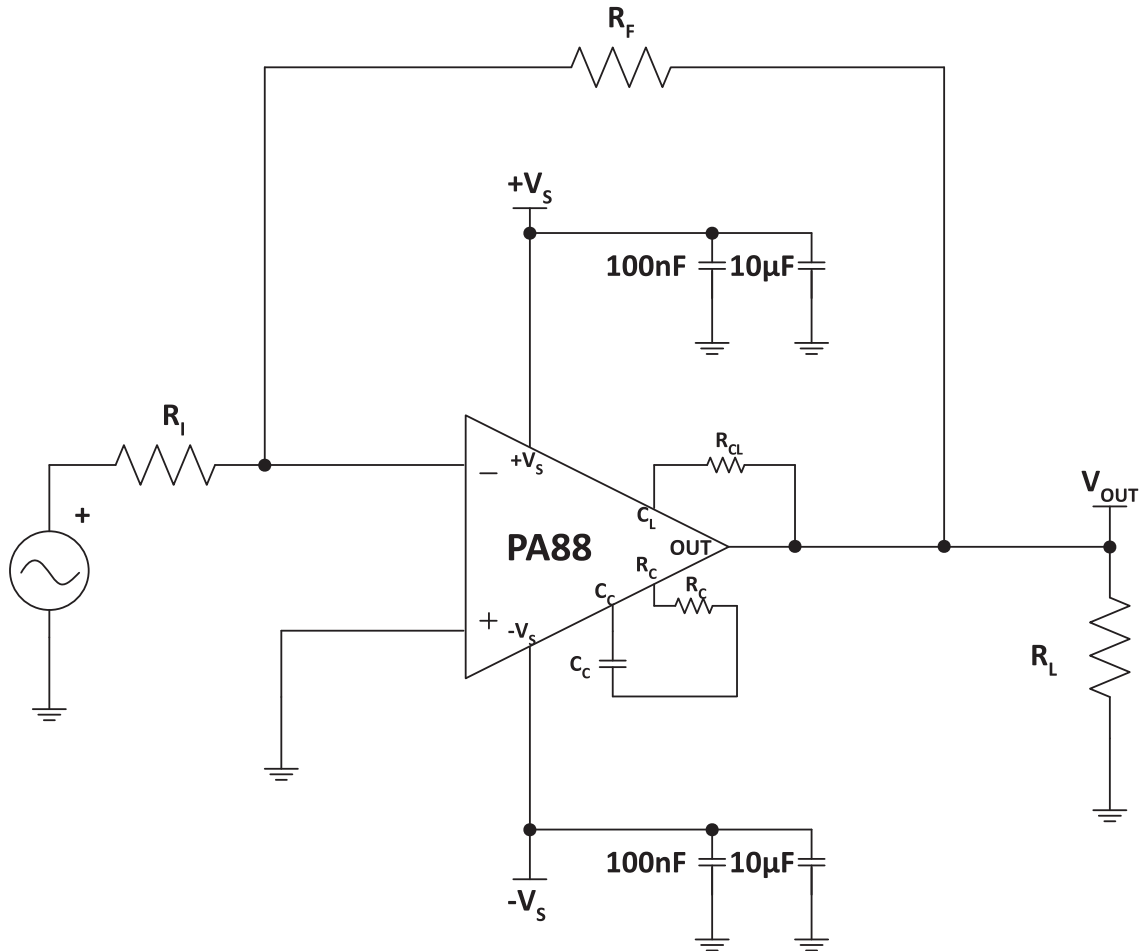 R_F
+V_S
100nF 10µF
R_I
+
−
+V_S
R_CL
C_L
PA88
OUT
V_OUT
R_C
R_C
C_C
+
-V_S
C_C
R_L
100nF 10µF
-V_S